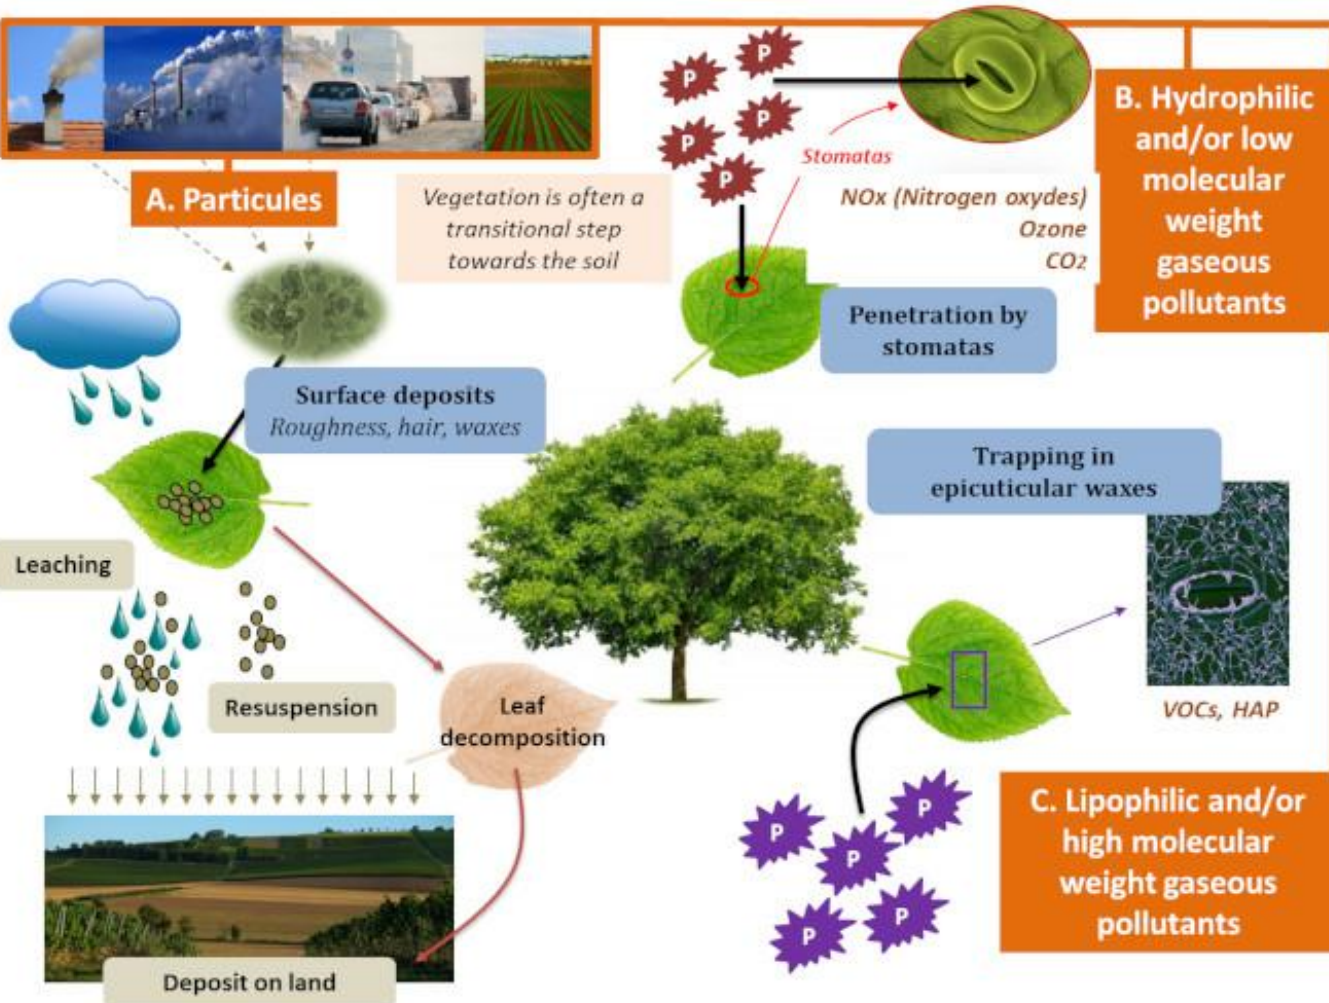 A. Particules
Vegetation is often a
transitional step
towards the soil
P
P
P
P
P
Stomatas
NOx (Nitrogen oxydes)
Ozone
CO2
B. Hydrophilic
and/or low
molecular
weight
gaseous
pollutants
Penetration by
stomatas
Surface deposits
Roughness, hair, waxes
Trapping in
epicuticular waxes
Leaching
Resuspension
Leaf
decomposition
VOCs, HAP
P
P
P
P
P
C. Lipophilic and/or
high molecular
weight gaseous
pollutants
Deposit on land